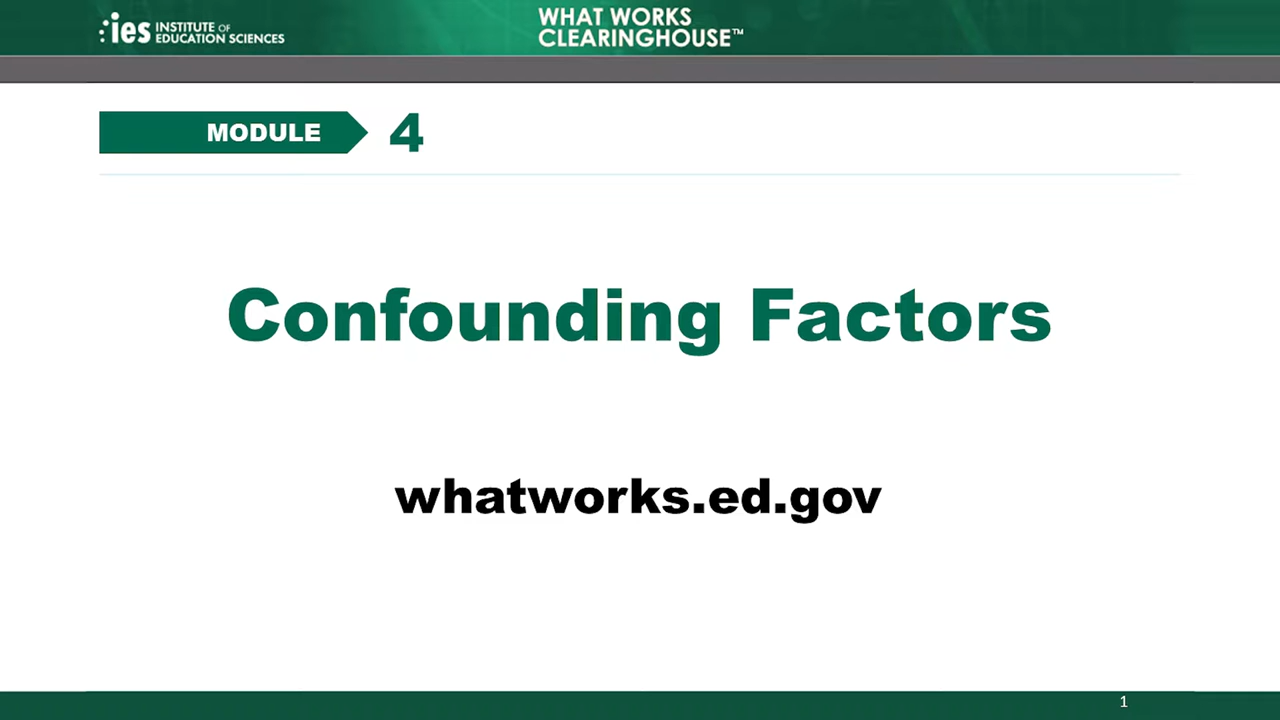 ies INSTITUTE OF
EDUCATION SCIENCES
WHAT WORKS
CLEARINGHOUSE™
MODULE 4
Confounding Factors
whatworks.ed.gov
1